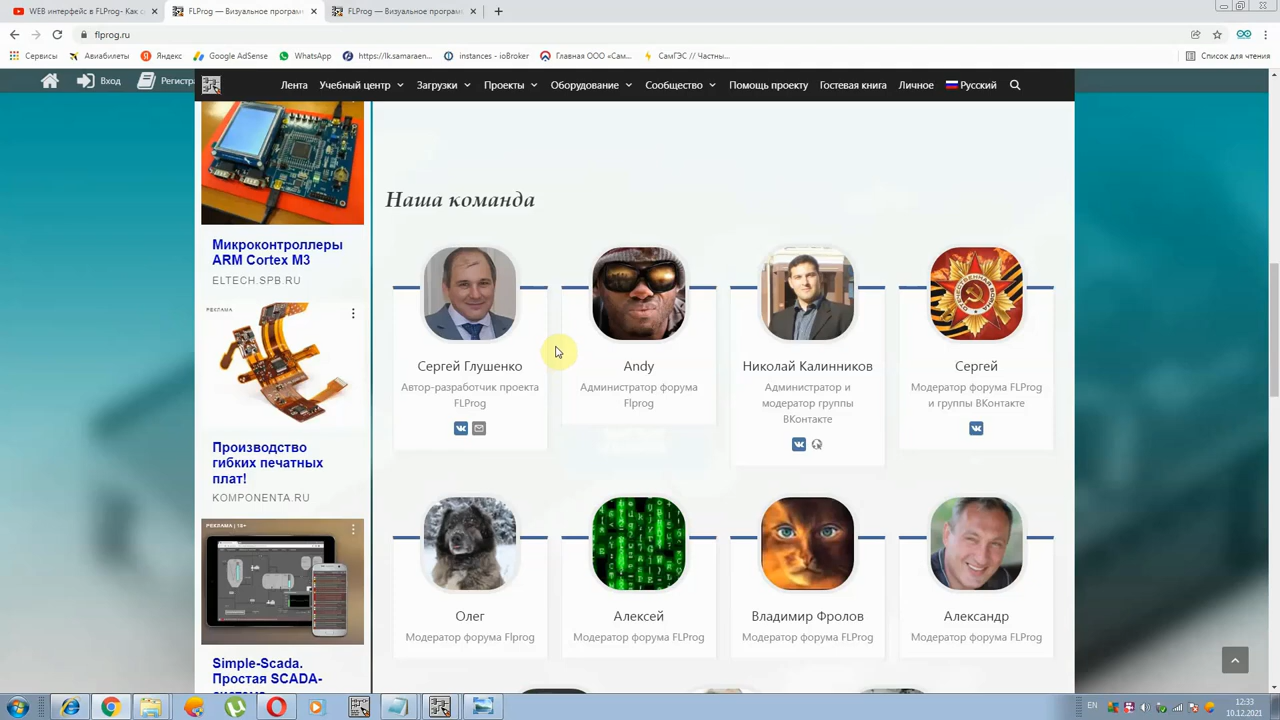 WEB интерфейс в FLProg- Как с
FLProg — Визуальное програм
FLProg — Визуальное програм
flprog.ru
Сервисы
Авиабилеты
Яндекс
Google AdSense
WhatsApp
https://lk.samaraen...
instances - ioBroker
Главная ООО «Сам...
СамГЭС // Частны...
Список для чтения
Вход
Регистра
Лента
Учебный центр
Загрузки
Проекты
Оборудование
Сообщество
Помощь проекту
Гостевая книга
Личное
Русский
Микроконтроллеры
ARM Cortex M3
ELTECH.SPB.RU
РЕКЛАМА
Производство
гибких печатных
плат!
KOMPONENTA.RU
РЕКЛАМА | 12+
Simple-Scada.
Простая SCADA-
Наша команда
Сергей Глушенко
Автор-разработчик проекта
FLProg
Andy
Администратор форума
Flprog
Николай Калинников
Администратор и
модератор группы
ВКонтакте
Сергей
Модератор форума FLProg
и группы ВКонтакте
Олег
Модератор форума Flprog
Алексей
Модератор форума FLProg
Владимир Фролов
Модератор форума FLProg
Александр
Модератор форума FLProg
EN
12:33
10.12.2021